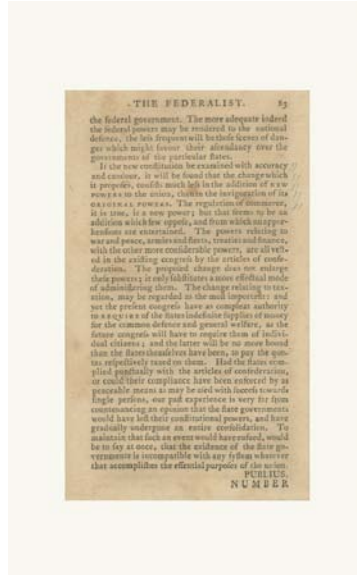 THE FEDERALIST. 85
the federal government. The more adequate indeed
the federal powers may be rendered to the national
defence, the less frequent will be those scenes of dan-
ger which might favour their ascendancy over the
governments of the particular states.
If the new constitution be examined with accuracy
and candour, it will be found that the change which
it proposes, consists much less in the addition of NEW
POWERS to the union, than in the invigoration of its
ORIGINAL POWERS. The regulation of commerce,
it is true, is a new power; but that seems to be an
addition which few oppose, and from which no appre-
hensions are entertained. The powers relating to
war and peace, armies and fleets, treaties and finance,
with the other more considerable powers, are all vest-
ed in the existing congress by the articles of confe-
deration. The proposed change does not enlarge
these powers; it only substitutes a more effectual mode
of administering them. The change relating to tax-
ation, may be regarded as the most important: and
yet the present congress have as compleat authority
to REQUIRE of the states indefinite supplies of money
for the common defence and general welfare, as the
future congress will have to require them of indivi-
dual citizens; and the latter will be no more bound
than the states themselves have been, to pay the quo-
tas respectively taxed on them. Had the states com-
plied punctually with the articles of confederation,
or could their compliance have been enforced by as
peaceable means as may be used with success towards
single persons, our past experience is very far from
countenancing an opinion that the state governments
would have lost their constitutional powers, and have
gradually undergone an entire consolidation. To
maintain that such an event would have ensued, would
be to say at once, that the existence of the state go-
vernments is incompatible with any system whatever
that accomplishes the essential purposes of the union.
PUBLIUS.
NUMBER